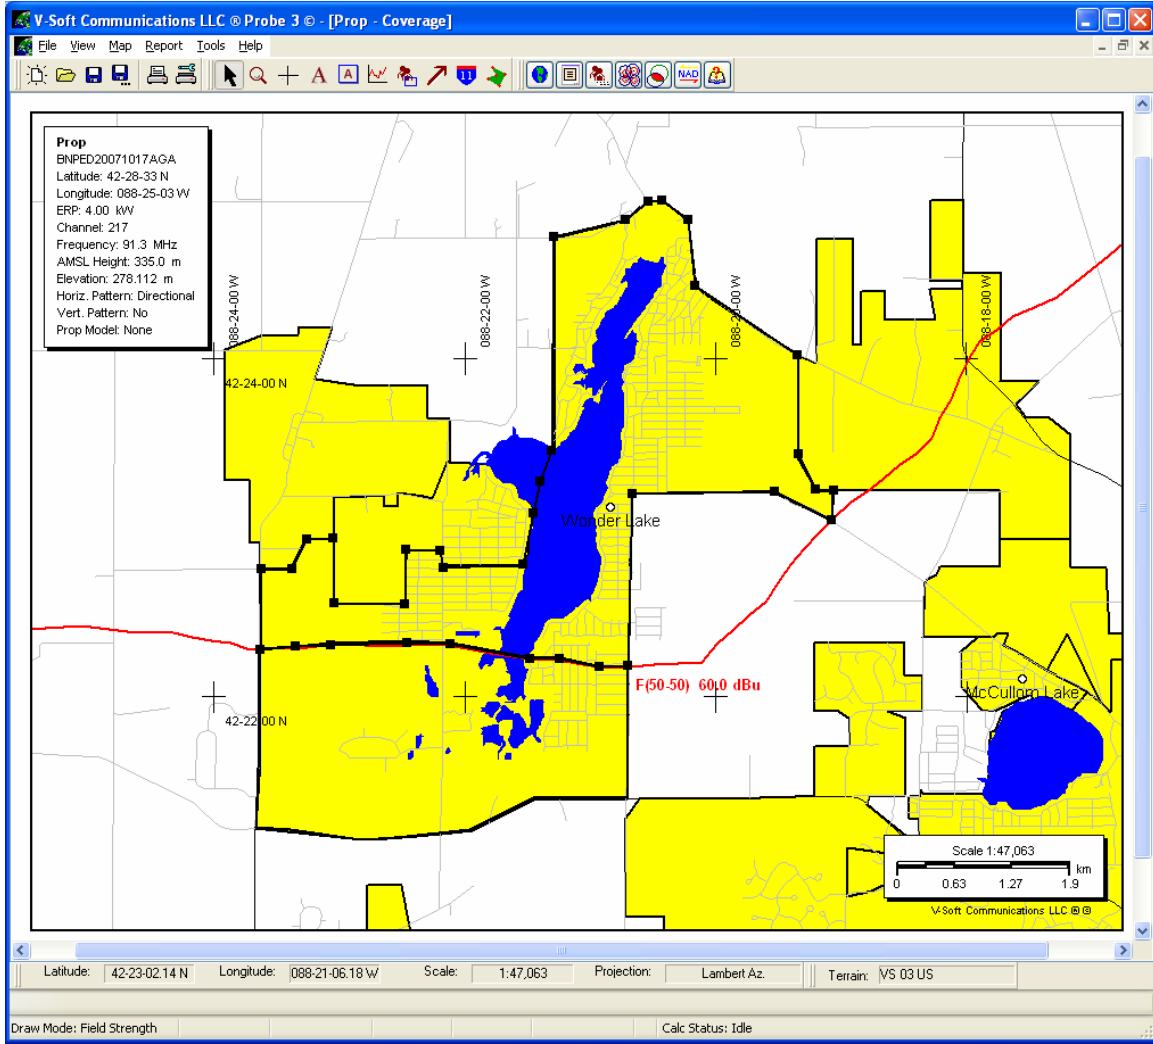 V-Soft Communications LLC ® Probe 3 © - [Prop - Coverage]
File View Map Report Tools Help
A A 11 NAD
Prop
BNPED20071017AGA
Latitude: 42-28-33 N
Longitude: 088-25-03 W
ERP: 4.00 kW
Channel: 217
Frequency: 91.3 MHz
AMSL Height: 335.0 m
Elevation: 278.112 m
Horiz. Pattern: Directional
Vert. Pattern: No
Prop Model: None
088-24-00 W
088-22-00 W
088-20-00 W
088-18-00 W
42-24-00 N
Wonder Lake
F(50-50) 60.0 dBu
McCullom Lake
42-22-00 N
Scale 1:47,063
km
0 0.63 1.27 1.9
V-Soft Communications LLC ® ©
Latitude: 42-23-02.14 N Longitude: 088-21-06.18 W Scale: 1:47,063 Projection: Lambert Az. Terrain: VS 03 US
Draw Mode: Field Strength Calc Status: Idle